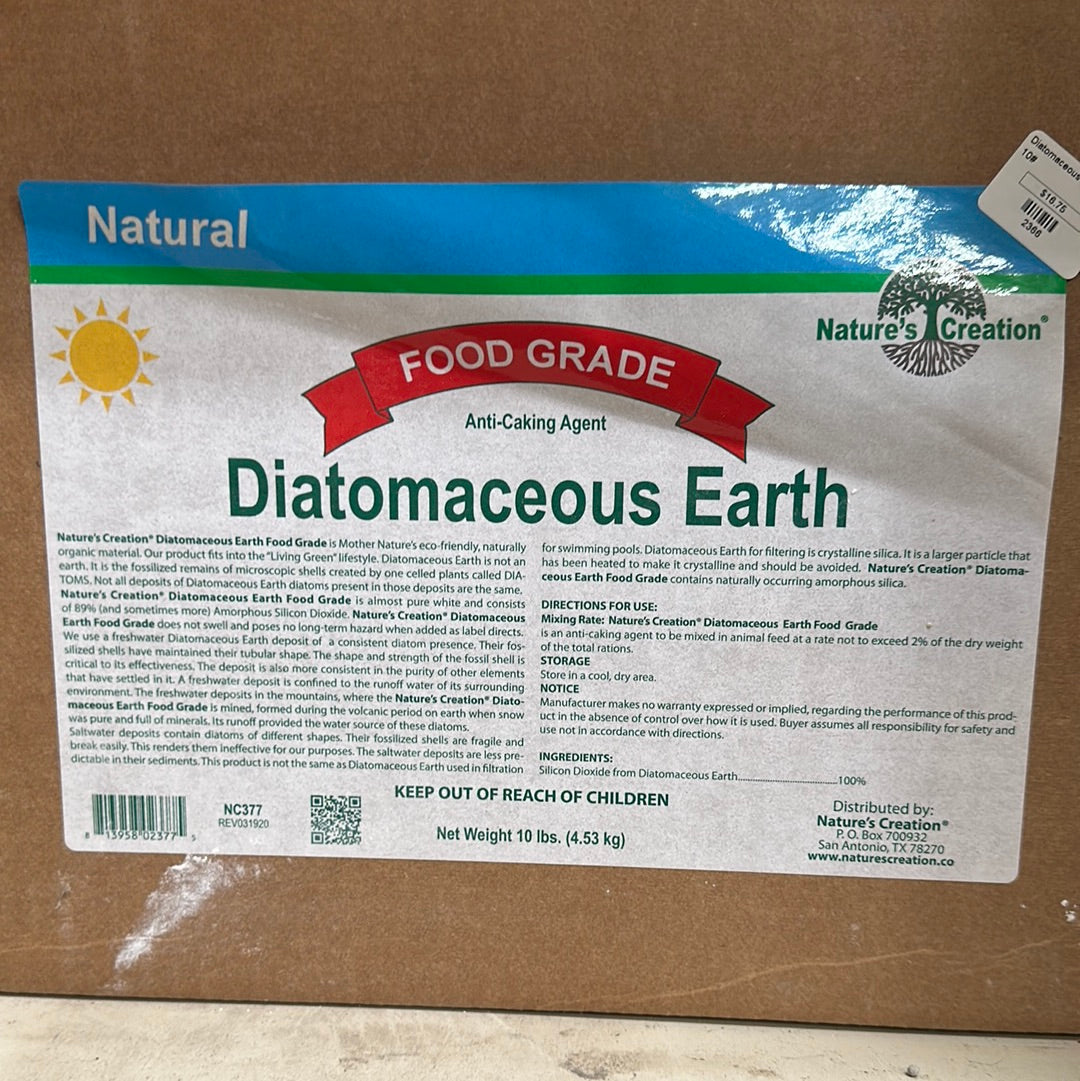 Natural
Diatomaceous
10#
$16.75
2366
Nature's Creation®
FOOD GRADE
Anti-Caking Agent
Diatomaceous Earth
Nature's Creation® Diatomaceous Earth Food Grade is Mother Nature's eco-friendly, naturally
organic material. Our product fits into the "Living Green" lifestyle. Diatomaceous Earth is not an
earth. It is the fossilized remains of microscopic shells created by one celled plants called DIA-
TOMS. Not all deposits of Diatomaceous Earth diatoms present in those deposits are the same.
Nature's Creation® Diatomaceous Earth Food Grade is almost pure white and consists
of 89% (and sometimes more) Amorphous Silicon Dioxide. Nature's Creation® Diatomaceous
Earth Food Grade does not swell and poses no long-term hazard when added as label directs.
We use a freshwater Diatomaceous Earth deposit of a consistent diatom presence. Their fos-
silized shells have maintained their tubular shape. The shape and strength of the fossil shell is
critical to its effectiveness. The deposit is also more consistent in the purity of other elements
that have settled in it. A freshwater deposit is confined to the runoff water of its surrounding
environment. The freshwater deposits in the mountains, where the Nature's Creation® Diato-
maceous Earth Food Grade is mined, formed during the volcanic period on earth when snow
was pure and full of minerals. Its runoff provided the water source of these diatoms.
Saltwater deposits contain diatoms of different shapes. Their fossilized shells are fragile and
break easily. This renders them ineffective for our purposes. The saltwater deposits are less pre-
dictable in their sediments. This product is not the same as Diatomaceous Earth used in filtration
for swimming pools. Diatomaceous Earth for filtering is crystalline silica. It is a larger particle that
has been heated to make it crystalline and should be avoided. Nature's Creation® Diatoma-
ceous Earth Food Grade contains naturally occurring amorphous silica.
DIRECTIONS FOR USE:
Mixing Rate: Nature's Creation® Diatomaceous Earth Food Grade
is an anti-caking agent to be mixed in animal feed at a rate not to exceed 2% of the dry weight
of the total rations.
STORAGE
Store in a cool, dry area.
NOTICE
Manufacturer makes no warranty expressed or implied, regarding the performance of this prod-
uct in the absence of control over how it is used. Buyer assumes all responsibility for safety and
use not in accordance with directions.
INGREDIENTS:
Silicon Dioxide from Diatomaceous Earth..............................100%
KEEP OUT OF REACH OF CHILDREN
8 13958 02377 5
NC377
REV031920
Net Weight 10 lbs. (4.53 kg)
Distributed by:
Nature's Creation®
P. O. Box 700932
San Antonio, TX 78270
www.naturescreation.co